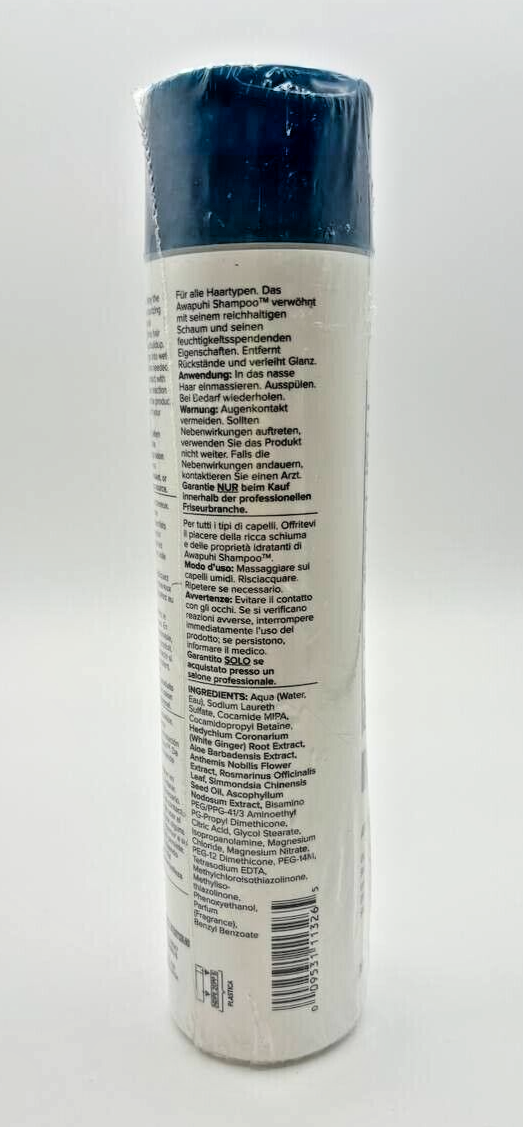 Für alle Haartypen. Das
Awapuhi Shampoo™ verwöhnt
mit seinem reichhaltigen
Schaum und seinen
feuchtigkeitsspendenden
Eigenschaften. Entfernt
Rückstände und verleiht Glanz.
Anwendung: In das nasse
Haar einmassieren. Ausspülen.
Bei Bedarf wiederholen.
Warnung: Augenkontakt
vermeiden. Sollten
Nebenwirkungen auftreten,
verwenden Sie das Produkt
nicht weiter. Falls die
Nebenwirkungen andauern,
kontaktieren Sie einen Arzt.
Garantie NUR beim Kauf
innerhalb der professionellen
Friseurbranche.
Per tutti i tipi di capelli. Offritevi
il piacere della ricca schiuma
e delle proprietà idratanti di
Awapuhi Shampoo™.
Modo d'uso: Massaggiare sui
capelli umidi. Risciacquare.
Ripetere se necessario.
Avvertenze: Evitare il contatto
con gli occhi. Se si verificano
reazioni avverse, interrompere
immediatamente l'uso del
prodotto; se persistono,
informare il medico.
Garantito SOLO se
acquistato presso un
salone professionale.
INGREDIENTS: Aqua (Water,
Eau), Sodium Laureth
Sulfate, Cocamide MIPA,
Cocamidopropyl Betaine,
Hedychium Coronarium
(White Ginger) Root Extract,
Aloe Barbadensis Extract,
Anthemis Nobilis Flower
Extract, Rosmarinus Officinalis
Leaf, Simmondsia Chinensis
Seed Oil, Ascophyllum
Nodosum Extract, Bisamino
PEG/PPG-41/3 Aminoethyl
PG-Propyl Dimethicone,
Citric Acid, Glycol Stearate,
Isopropanolamine, Magnesium
Chloride, Magnesium Nitrate,
PEG-12 Dimethicone, PEG-14M,
Tetrasodium EDTA,
Methylchloroisothiazolinone,
Methyliso-
thiazolinone,
Phenoxyethanol,
Parfum
(Fragrance),
Benzyl Benzoate
PLASTICA
0 09531 11326 5